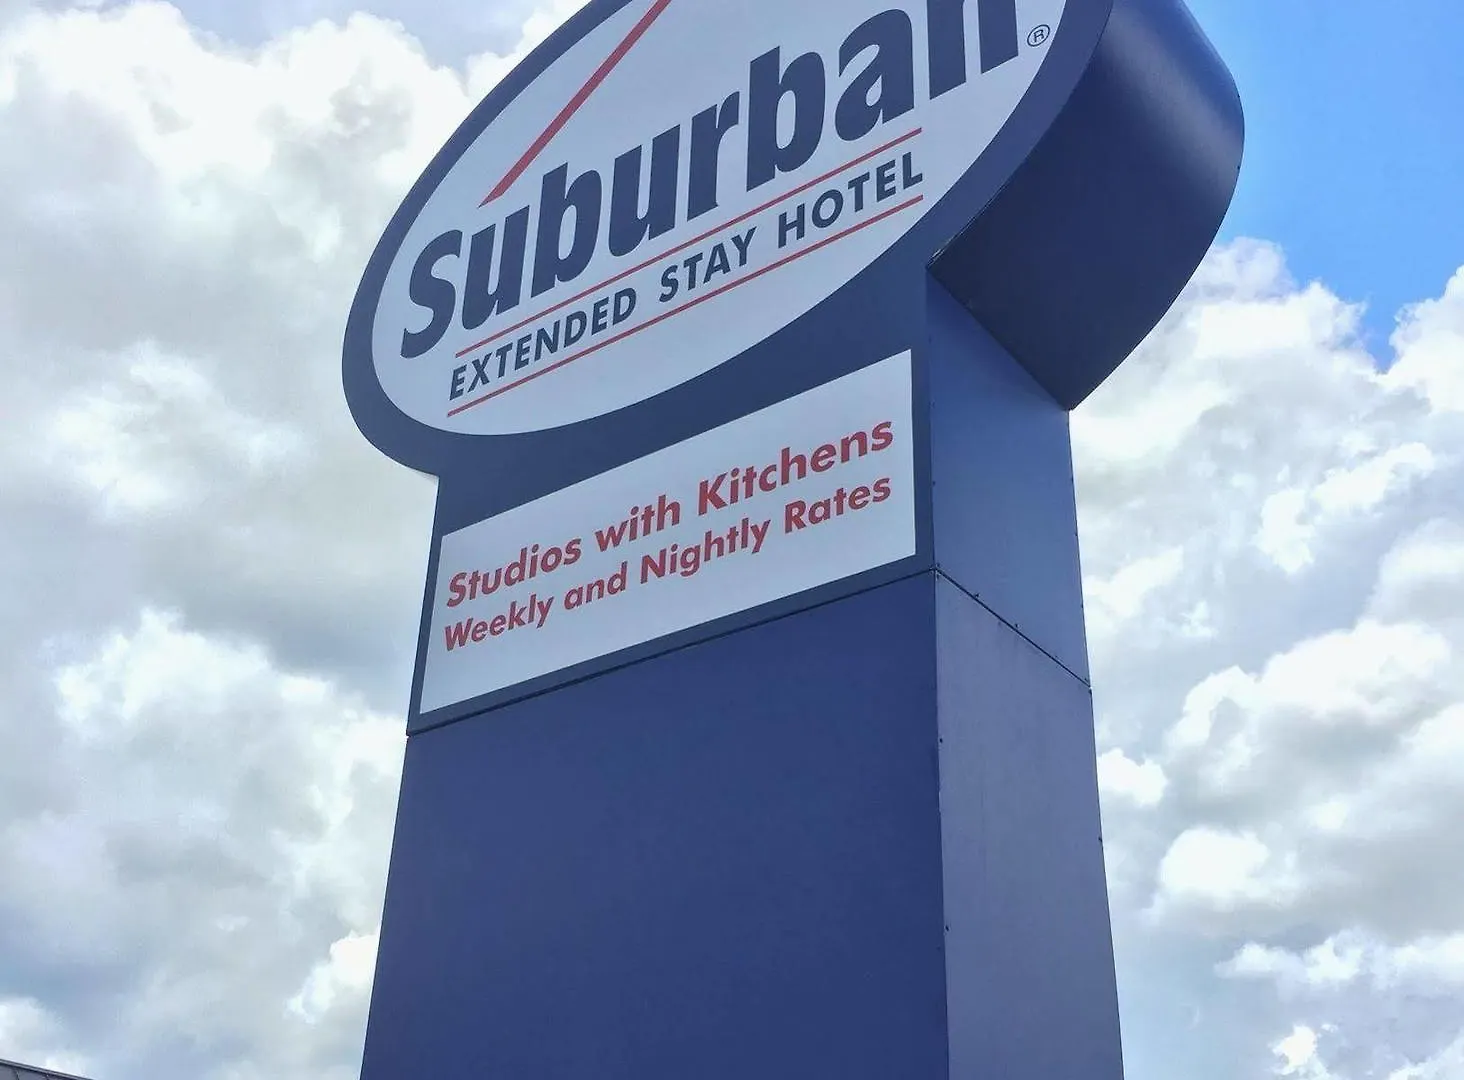 Suburban®
EXTENDED STAY HOTEL
Studios with Kitchens
Weekly and Nightly Rates